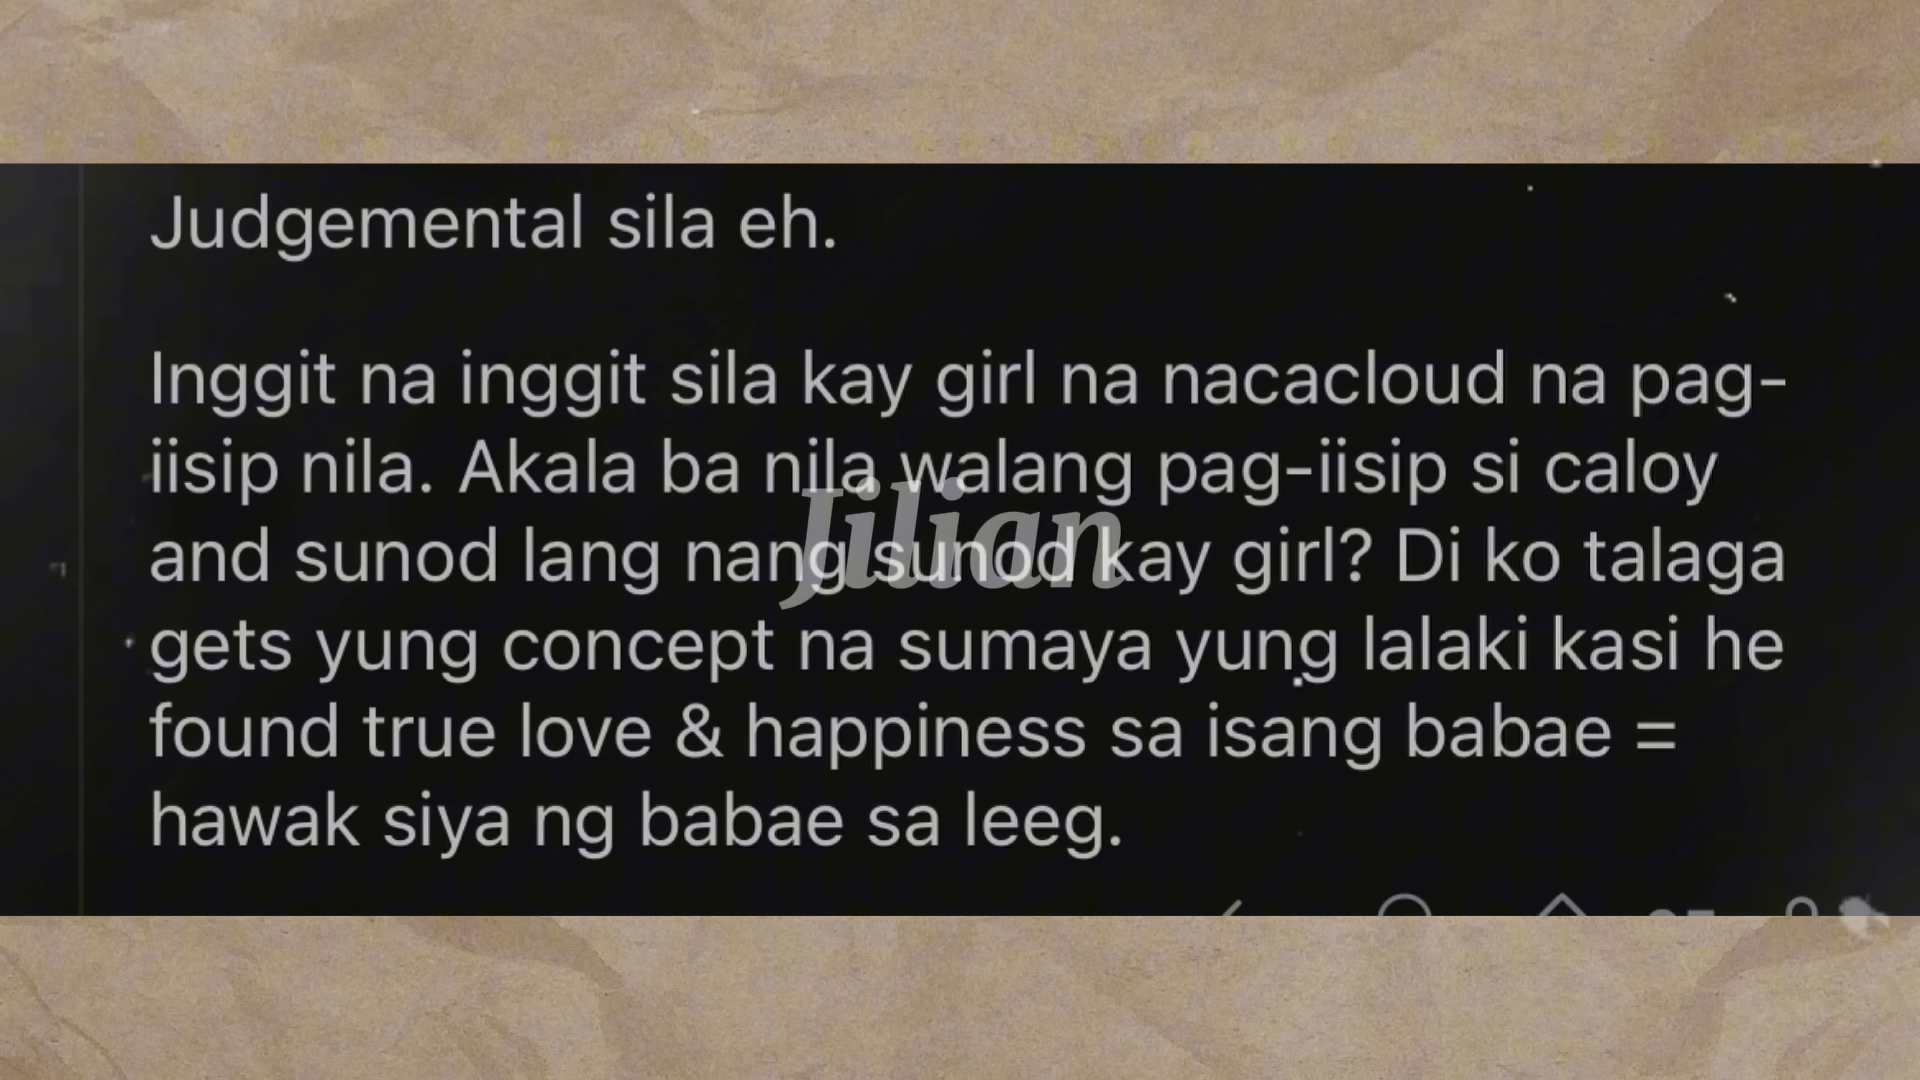 Judgemental sila eh.
Inggit na inggit sila kay girl na nacacloud na pag-
iisip nila. Akala ba nila walang pag-iisip si caloy
and sunod lang nang sunod kay girl? Di ko talaga
gets yung concept na sumaya yung lalaki kasi he
found true love & happiness sa isang babae =
hawak siya ng babae sa leeg.
Jilian